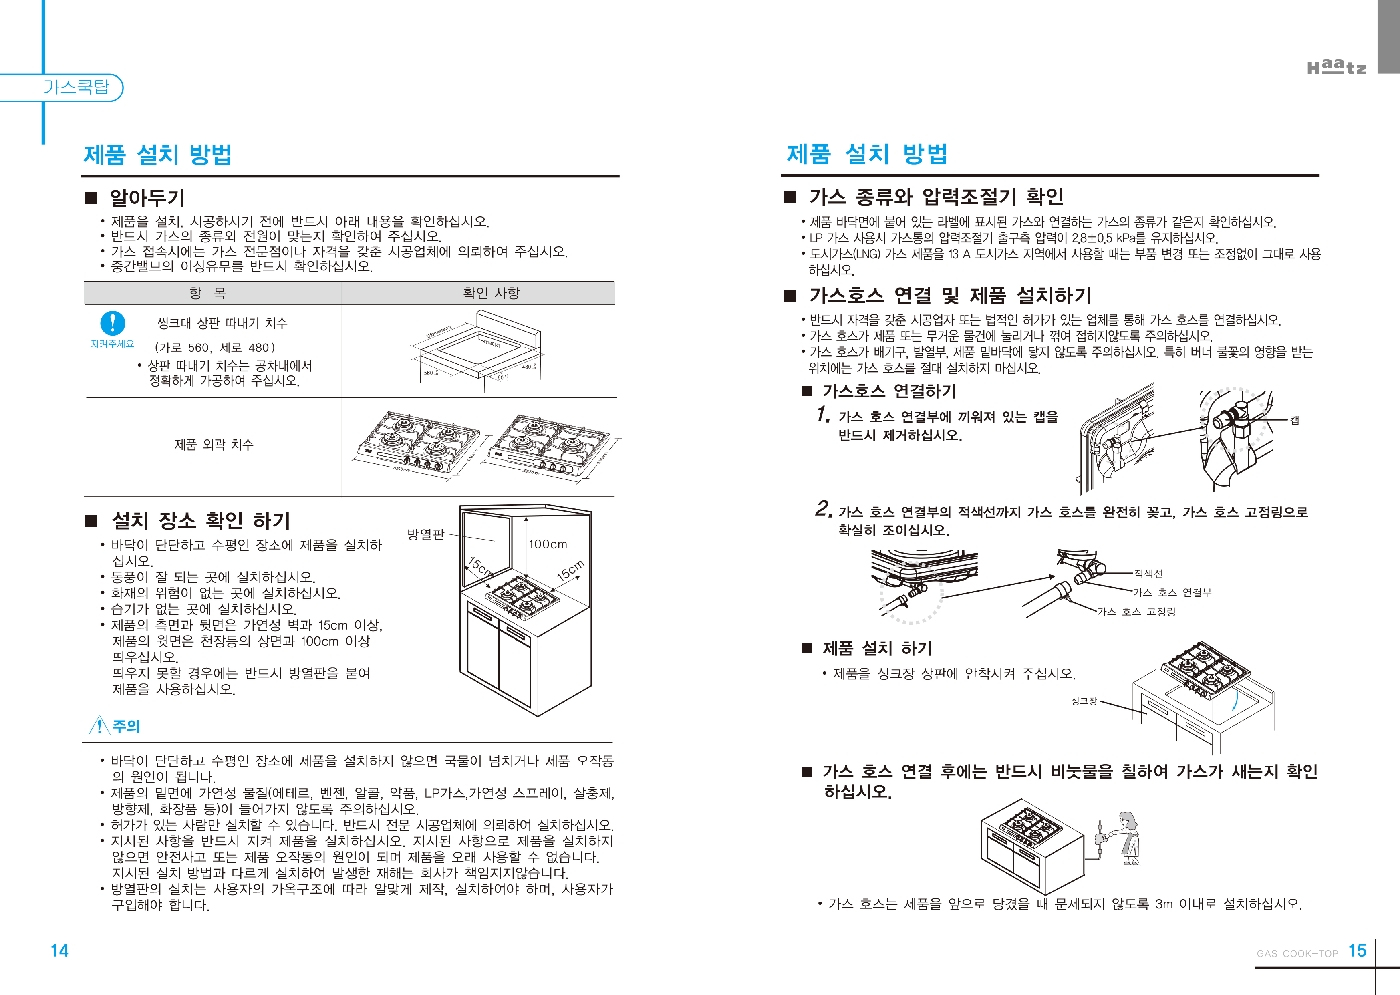 가스쿡탑
제품 설치 방법
■ 알아두기
• 제품을 설치, 시공하시기 전에 반드시 아래 내용을 확인하십시오.
• 반드시 가스의 종류와 전원이 맞는지 확인하여 주십시오.
• 가스 접속시에는 가스 전문점이나 자격을 갖춘 시공업체에 의뢰하여 주십시오.
• 중간밸브의 이상유무를 반드시 확인하십시오.
항 목
확인 사항
지켜주세요
씽크대 상판 따내기 치수
(가로 560, 세로 480)
• 상판 따내기 치수는 공차내에서
정확하게 가공하여 주십시오.
제품 외곽 치수
■ 설치 장소 확인 하기
• 바닥이 단단하고 수평인 장소에 제품을 설치하
십시오.
• 통풍이 잘 되는 곳에 설치하십시오.
• 화재의 위험이 없는 곳에 설치하십시오.
• 습기가 없는 곳에 설치하십시오.
• 제품의 측면과 뒷면은 가연성 벽과 15cm 이상,
제품의 윗면은 천장등의 상면과 100cm 이상
띄우십시오.
띄우지 못할 경우에는 반드시 방열판을 붙여
제품을 사용하십시오.
방열판
100cm
15cm
15cm
주의
• 바닥이 단단하고 수평인 장소에 제품을 설치하지 않으면 국물이 넘치거나 제품 오작동
의 원인이 됩니다.
• 제품의 밑면에 가연성 물질(에테르, 벤젠, 알콜, 약품, LP가스,가연성 스프레이, 살충제,
방향제, 화장품 등)이 들어가지 않도록 주의하십시오.
• 허가가 있는 사람만 설치할 수 있습니다. 반드시 전문 시공업체에 의뢰하여 설치하십시오.
• 지시된 사항을 반드시 지켜 제품을 설치하십시오. 지시된 사항으로 제품을 설치하지
않으면 안전사고 또는 제품 오작동의 원인이 되며 제품을 오래 사용할 수 없습니다.
지시된 설치 방법과 다르게 설치하여 발생한 재해는 회사가 책임지지않습니다.
• 방열판의 설치는 사용자의 가옥구조에 따라 알맞게 제작, 설치하여야 하며, 사용자가
구입해야 합니다.
14
Haatz
제품 설치 방법
■ 가스 종류와 압력조절기 확인
• 제품 바닥면에 붙어 있는 라벨에 표시된 가스와 연결하는 가스의 종류가 같은지 확인하십시오.
• LP 가스 사용시 가스통의 압력조절기 출구측 압력이 2.8±0.5 kPa를 유지하십시오.
• 도시가스(LNG) 가스 제품을 13 A 도시가스 지역에서 사용할 때는 부품 변경 또는 조정없이 그대로 사용
하십시오.
■ 가스호스 연결 및 제품 설치하기
• 반드시 자격을 갖춘 시공업자 또는 법적인 허가가 있는 업체를 통해 가스 호스를 연결하십시오.
• 가스 호스가 제품 또는 무거운 물건에 눌리거나 꺾여 접히지않도록 주의하십시오.
• 가스 호스가 배기구, 발열부, 제품 밑바닥에 닿지 않도록 주의하십시오. 특히 버너 불꽃의 영향을 받는
위치에는 가스 호스를 절대 설치하지 마십시오.
■ 가스호스 연결하기
1. 가스 호스 연결부에 끼워져 있는 캡을
반드시 제거하십시오.
캡
2. 가스 호스 연결부의 적색선까지 가스 호스를 완전히 꽂고, 가스 호스 고정링으로
확실히 조이십시오.
적색선
가스 호스 연결부
가스 호스 고정링
■ 제품 설치 하기
• 제품을 싱크장 상판에 안착시켜 주십시오.
싱크장
■ 가스 호스 연결 후에는 반드시 비눗물을 칠하여 가스가 새는지 확인
하십시오.
• 가스 호스는 제품을 앞으로 당겼을 때 문제되지 않도록 3m 이내로 설치하십시오.
GAS COOK-TOP 15